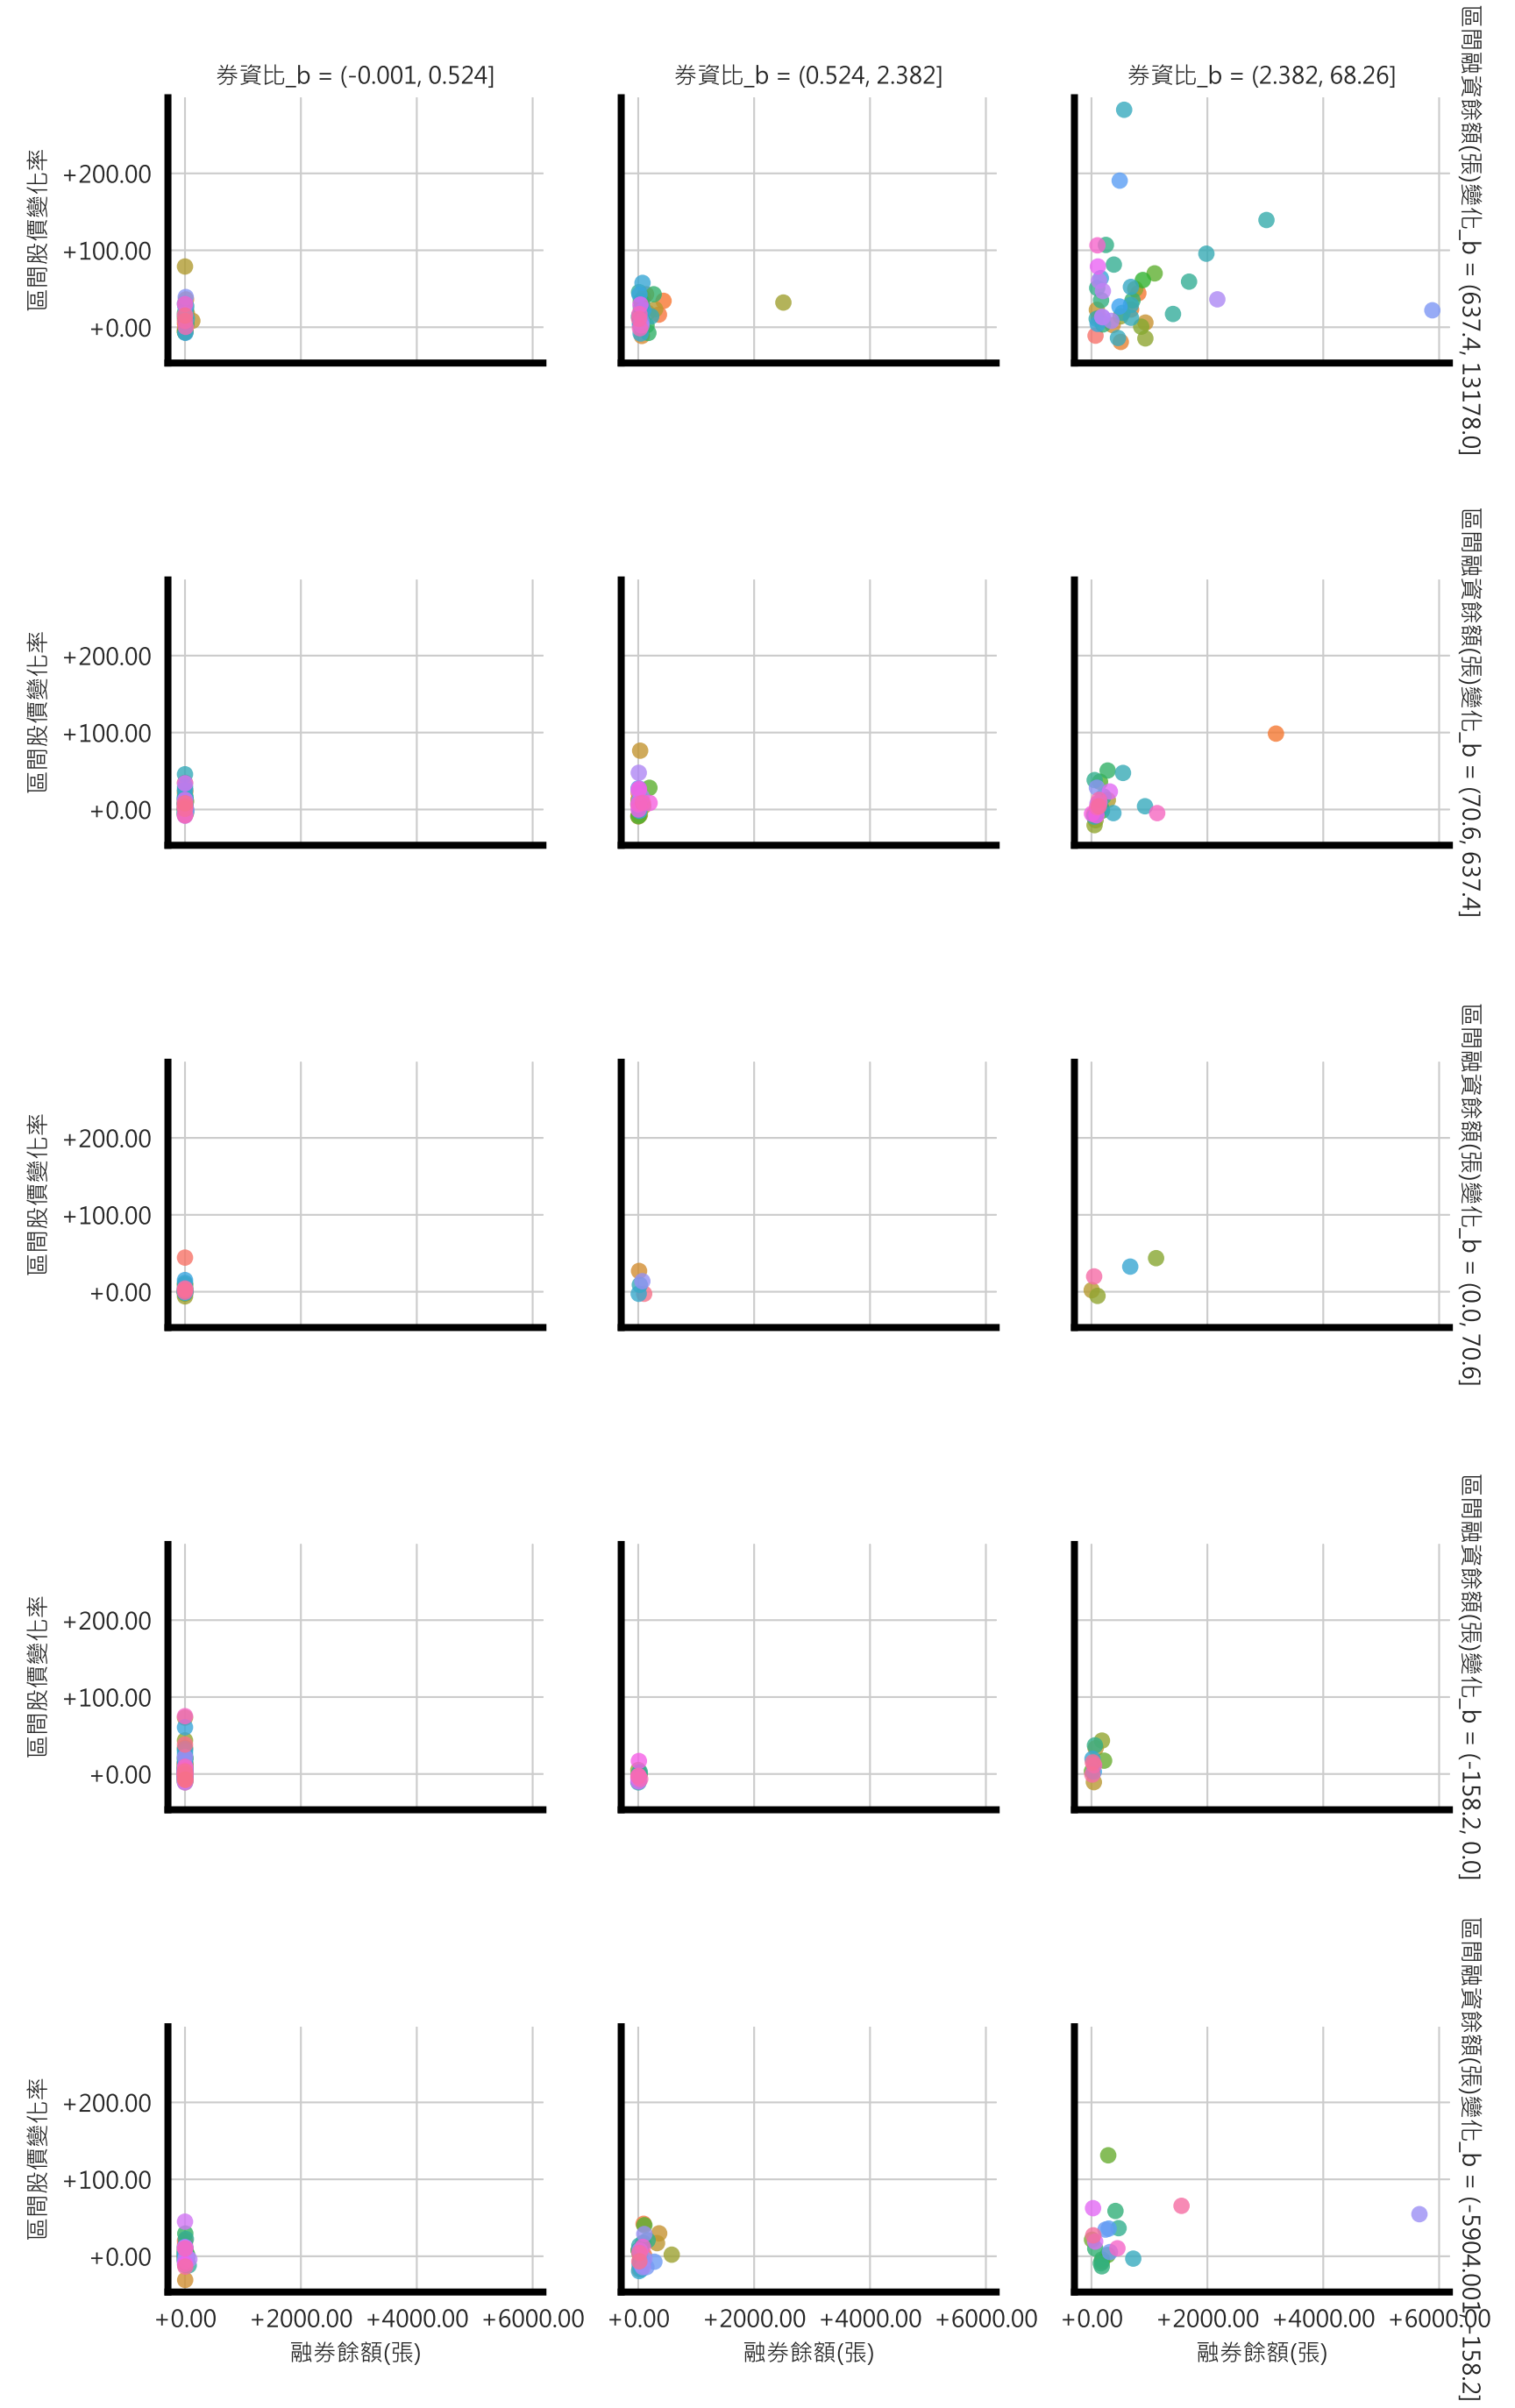 券資比_b = (-0.001, 0.524]
券資比_b = (0.524, 2.382]
券資比_b = (2.382, 68.26]
區間股價變化率
+200.00
+100.00
+0.00
區間融資餘額(張)變化_b = (637.4, 13178.0]
區間股價變化率
+200.00
+100.00
+0.00
區間融資餘額(張)變化_b = (70.6, 637.4]
區間股價變化率
+200.00
+100.00
+0.00
區間融資餘額(張)變化_b = (0.0, 70.6]
區間股價變化率
+200.00
+100.00
+0.00
區間融資餘額(張)變化_b = (-158.2, 0.0]
區間股價變化率
+200.00
+100.00
+0.00
區間融資餘額(張)變化_b = (-5904.001, -158.2]
+0.00 +2000.00 +4000.00 +6000.00
+0.00 +2000.00 +4000.00 +6000.00
+0.00 +2000.00 +4000.00 +6000.00
融券餘額(張)
融券餘額(張)
融券餘額(張)